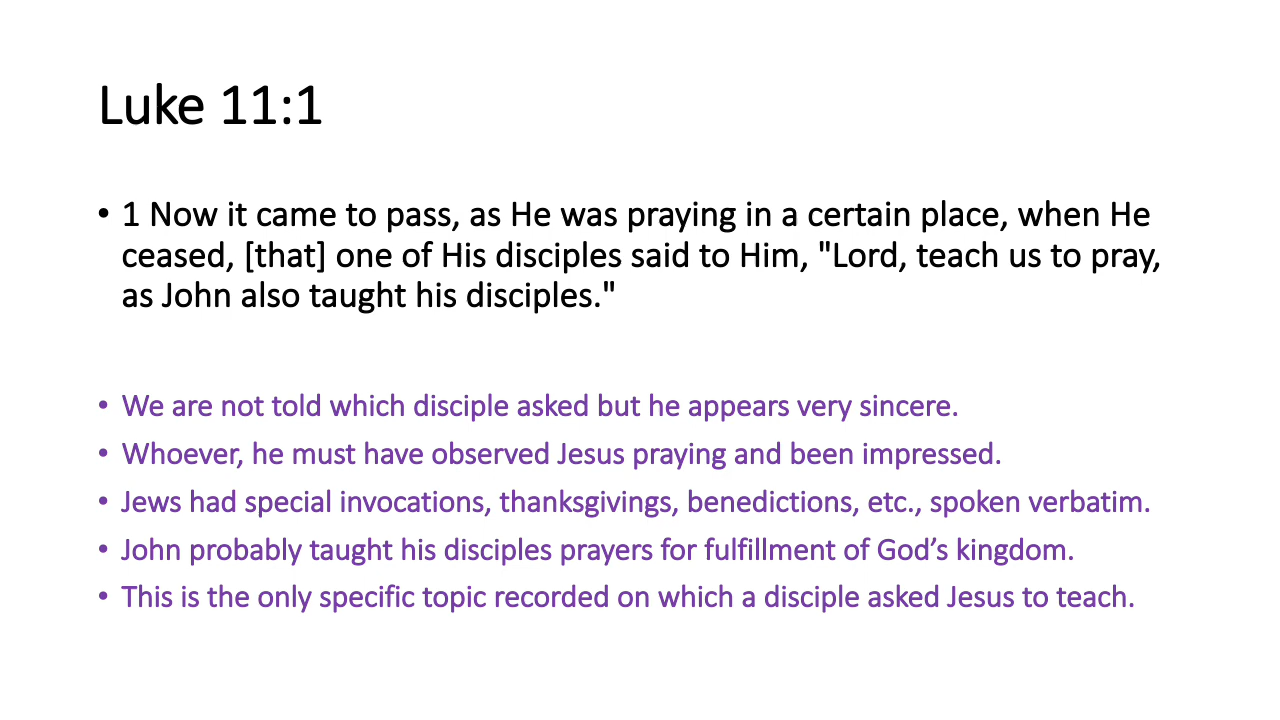 Luke 11:1
• 1 Now it came to pass, as He was praying in a certain place, when He
ceased, [that] one of His disciples said to Him, "Lord, teach us to pray,
as John also taught his disciples."
• We are not told which disciple asked but he appears very sincere.
• Whoever, he must have observed Jesus praying and been impressed.
• Jews had special invocations, thanksgivings, benedictions, etc., spoken verbatim.
• John probably taught his disciples prayers for fulfillment of God’s kingdom.
• This is the only specific topic recorded on which a disciple asked Jesus to teach.